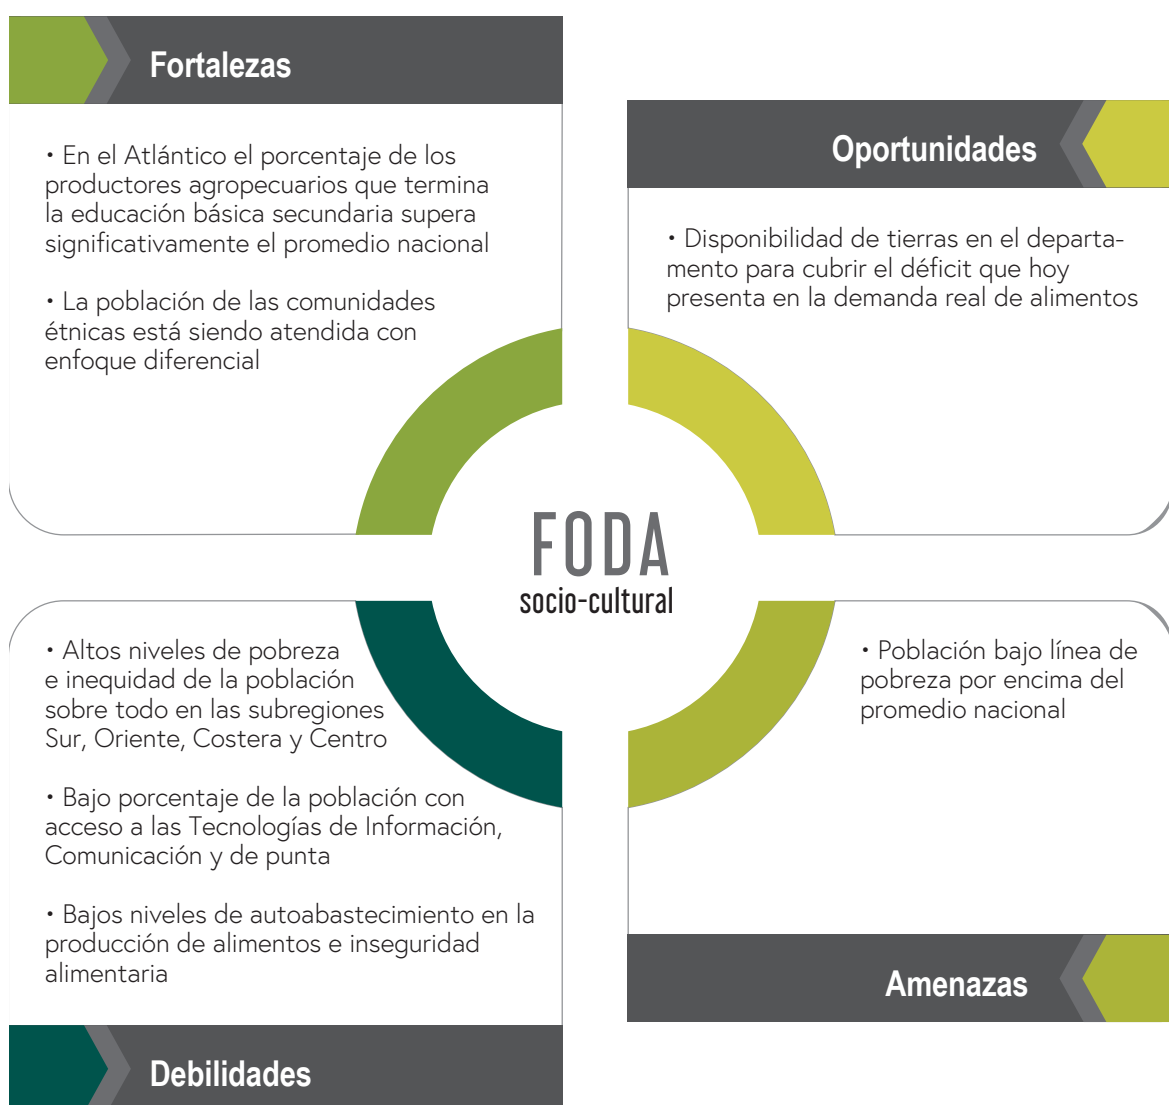 Fortalezas
• En el Atlántico el porcentaje de los
productores agropecuarios que termina
la educación básica secundaria supera
significativamente el promedio nacional
• La población de las comunidades
étnicas está siendo atendida con
enfoque diferencial
Oportunidades
• Disponibilidad de tierras en el departa-
mento para cubrir el déficit que hoy
presenta en la demanda real de alimentos
FODA
socio-cultural
• Altos niveles de pobreza
e inequidad de la población
sobre todo en las subregiones
Sur, Oriente, Costera y Centro
• Bajo porcentaje de la población con
acceso a las Tecnologías de Información,
Comunicación y de punta
• Bajos niveles de autoabastecimiento en la
producción de alimentos e inseguridad
alimentaria
Debilidades
• Población bajo línea de
pobreza por encima del
promedio nacional
Amenazas